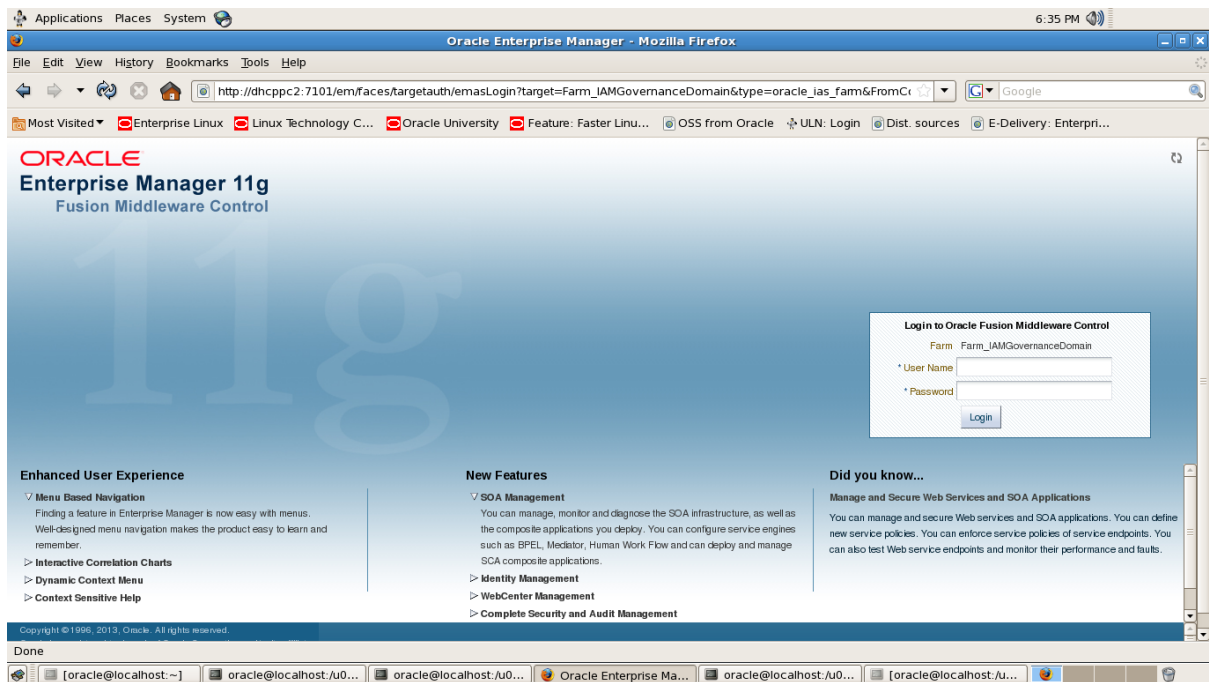 Applications Places System
6:35 PM
Oracle Enterprise Manager - Mozilla Firefox
File Edit View History Bookmarks Tools Help
http://dhcppc2:7101/em/faces/targetauth/emasLogin?target=Farm_IAMGovernanceDomain&type=oracle_ias_farm&FromCo
G Google
Most Visited Enterprise Linux Linux Technology C... Oracle University Feature: Faster Linu... OSS from Oracle ULN: Login Dist. sources E-Delivery: Enterpri...
ORACLE
Enterprise Manager 11g
Fusion Middleware Control
11g
Login to Oracle Fusion Middleware Control
Farm Farm_IAMGovernanceDomain
* User Name
* Password
Login
Enhanced User Experience
Menu Based Navigation
Finding a feature in Enterprise Manager is now easy with menus.
Well-designed menu navigation makes the product easy to learn and
remember.
Interactive Correlation Charts
Dynamic Context Menu
Context Sensitive Help
New Features
SOA Management
You can manage, monitor and diagnose the SOA infrastructure, as well as
the composite applications you deploy. You can configure service engines
such as BPEL, Mediator, Human Work Flow and can deploy and manage
SCA composite applications.
Identity Management
WebCenter Management
Complete Security and Audit Management
Did you know...
Manage and Secure Web Services and SOA Applications
You can manage and secure Web services and SOA applications. You can define
new service policies. You can enforce service policies of service endpoints. You
can also test Web service endpoints and monitor their performance and faults.
Copyright © 1996, 2013, Oracle. All rights reserved.
Done
[oracle@localhost:~] oracle@localhost:/u0... oracle@localhost:/u0... Oracle Enterprise Ma... oracle@localhost:/u0... [oracle@localhost:/u...